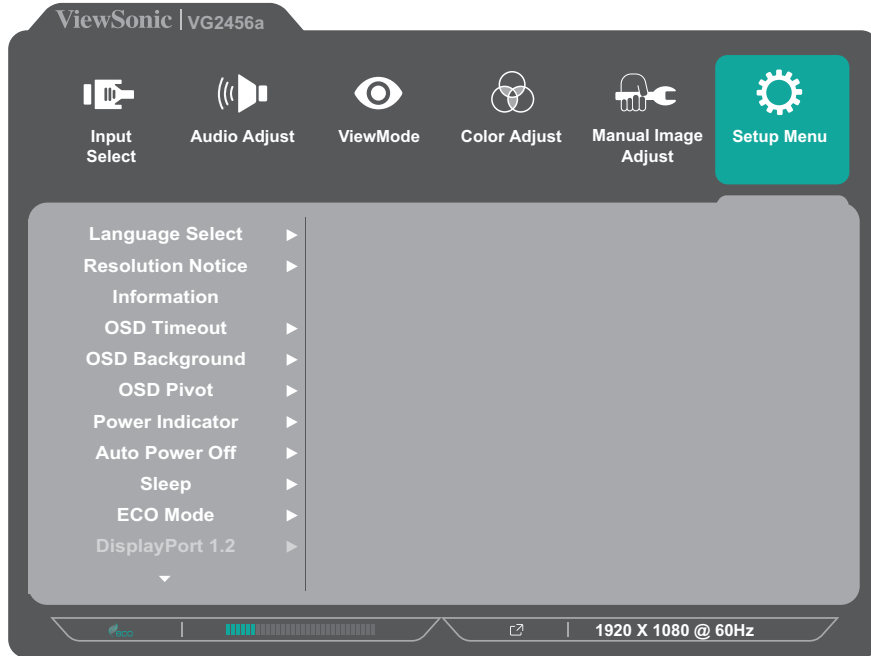 ViewSonic | VG2456a
Input Select
Audio Adjust
ViewMode
Color Adjust
Manual Image Adjust
Setup Menu
Language Select
Resolution Notice
Information
OSD Timeout
OSD Background
OSD Pivot
Power Indicator
Auto Power Off
Sleep
ECO Mode
DisplayPort 1.2
eco
1920 X 1080 @ 60Hz